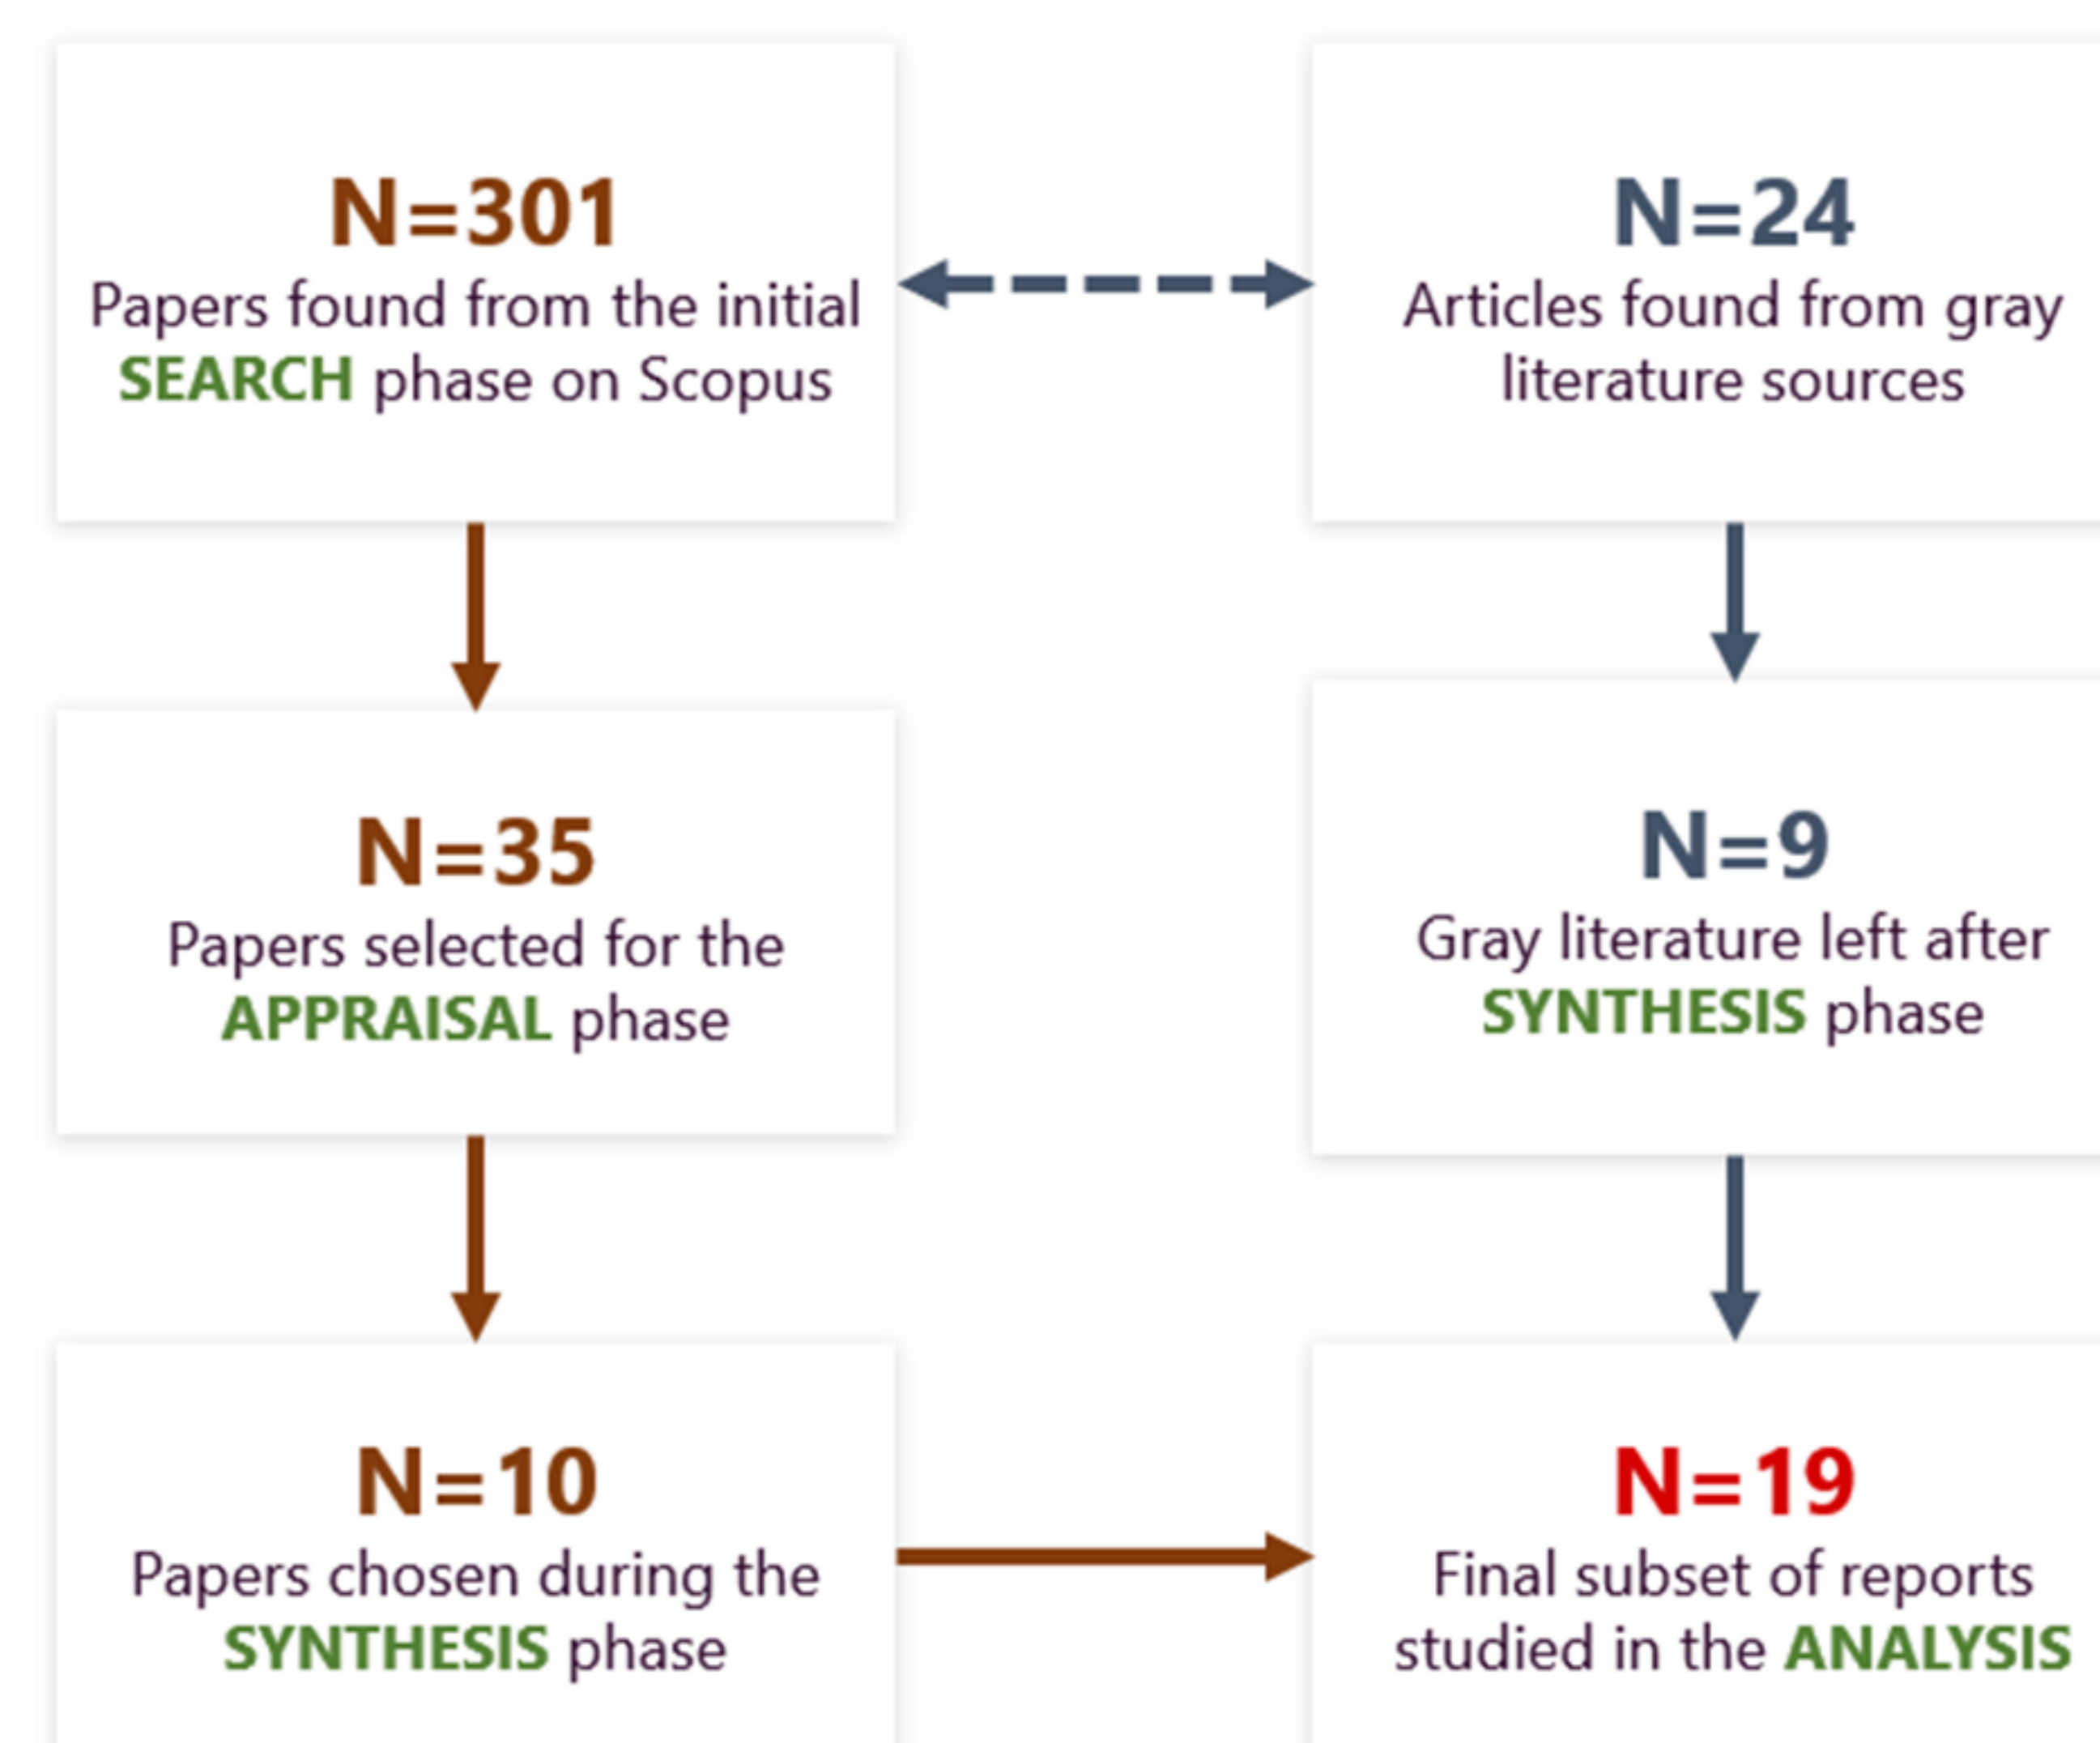 N=301
Papers found from the initial
SEARCH phase on Scopus
N=24
Articles found from gray
literature sources
N=35
Papers selected for the
APPRAISAL phase
N=9
Gray literature left after
SYNTHESIS phase
N=10
Papers chosen during the
SYNTHESIS phase
N=19
Final subset of reports
studied in the ANALYSIS